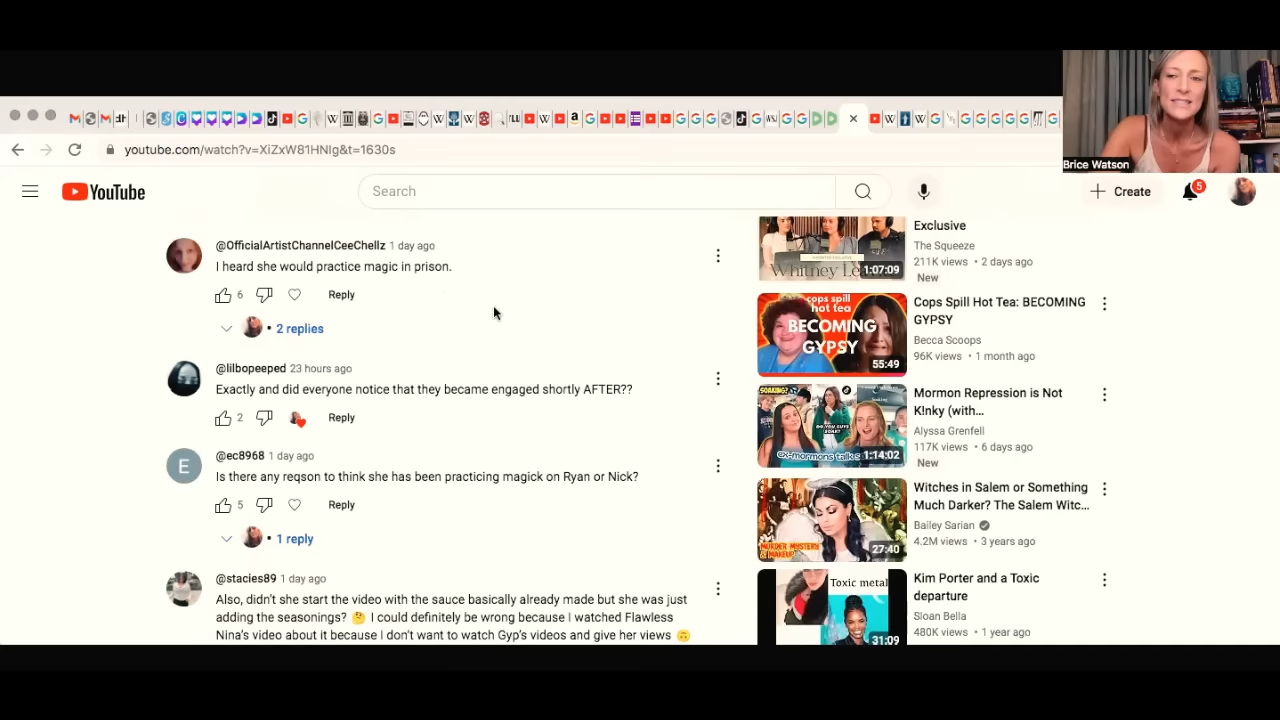 youtube.com/watch?v=XiZxW81HNIg&t=1630s
Brice Watson
YouTube
Search
Create
5
@OfficialArtistChannelCeeChellz 1 day ago
I heard she would practice magic in prison.
6
Reply
• 2 replies
@lilbopeeped 23 hours ago
Exactly and did everyone notice that they became engaged shortly AFTER??
2
Reply
E
@ec8968 1 day ago
Is there any reqson to think she has been practicing magick on Ryan or Nick?
5
Reply
• 1 reply
@stacies89 1 day ago
Also, didn't she start the video with the sauce basically already made but she was just
adding the seasonings? 🤔 I could definitely be wrong because I watched Flawless
Nina's video about it because I don't want to watch Gyp's videos and give her views 🙃
1:07:09
Exclusive
The Squeeze
211K views • 2 days ago
New
cops spill
hot tea
BECOMING
GYPSY
55:49
Cops Spill Hot Tea: BECOMING
GYPSY
Becca Scoops
96K views • 1 month ago
SOAKING?
ex-mormons talk
1:14:02
Mormon Repression is Not
K!nky (with...
Alyssa Grenfell
117K views • 6 days ago
New
MURDER MYSTERY
& MAKEUP
27:40
Witches in Salem or Something
Much Darker? The Salem Witc...
Bailey Sarian
4.2M views • 3 years ago
Toxic metal
31:09
Kim Porter and a Toxic
departure
Sloan Bella
480K views • 1 year ago